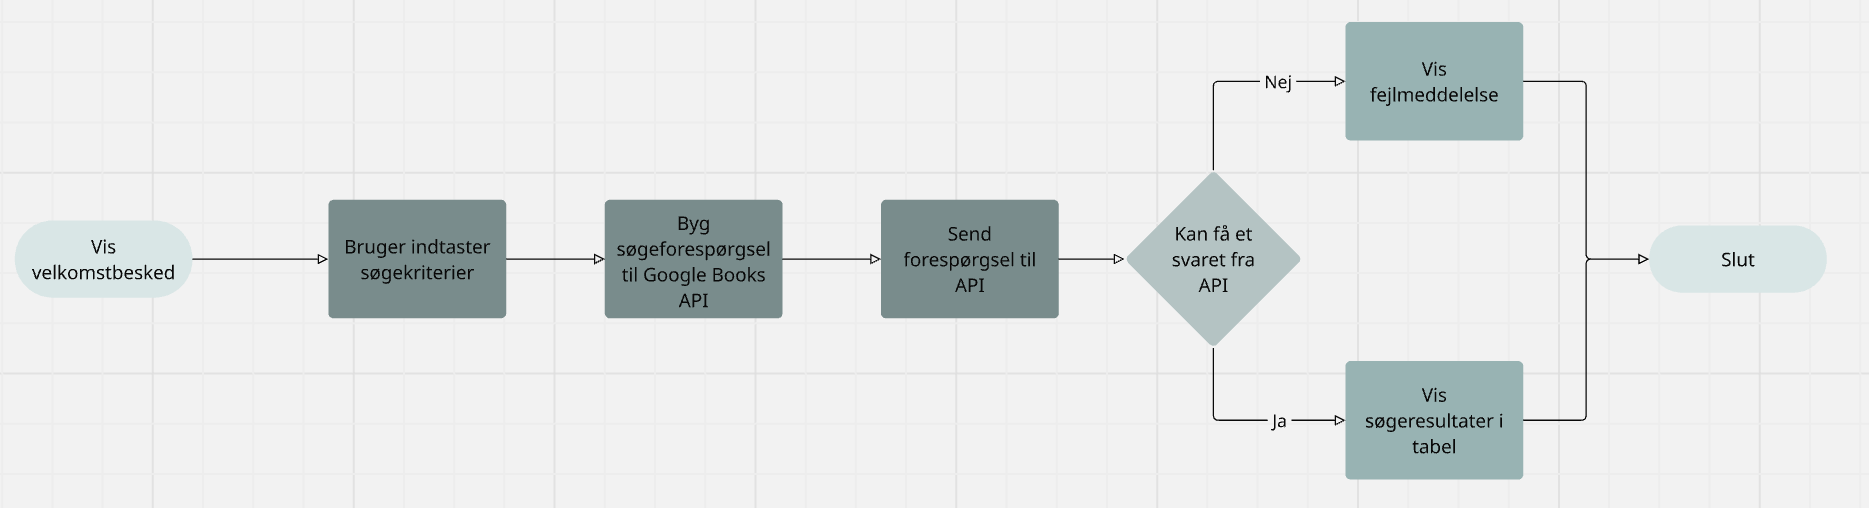 Vis
velkomstbesked
Bruger indtaster
søgekriterier
Byg
søgeforespørgsel
til Google Books
API
Send
forespørgsel til
API
Kan få et
svaret fra
API
Nej
Vis
fejlmeddelelse
Ja
Vis
søgeresultater i
tabel
Slut